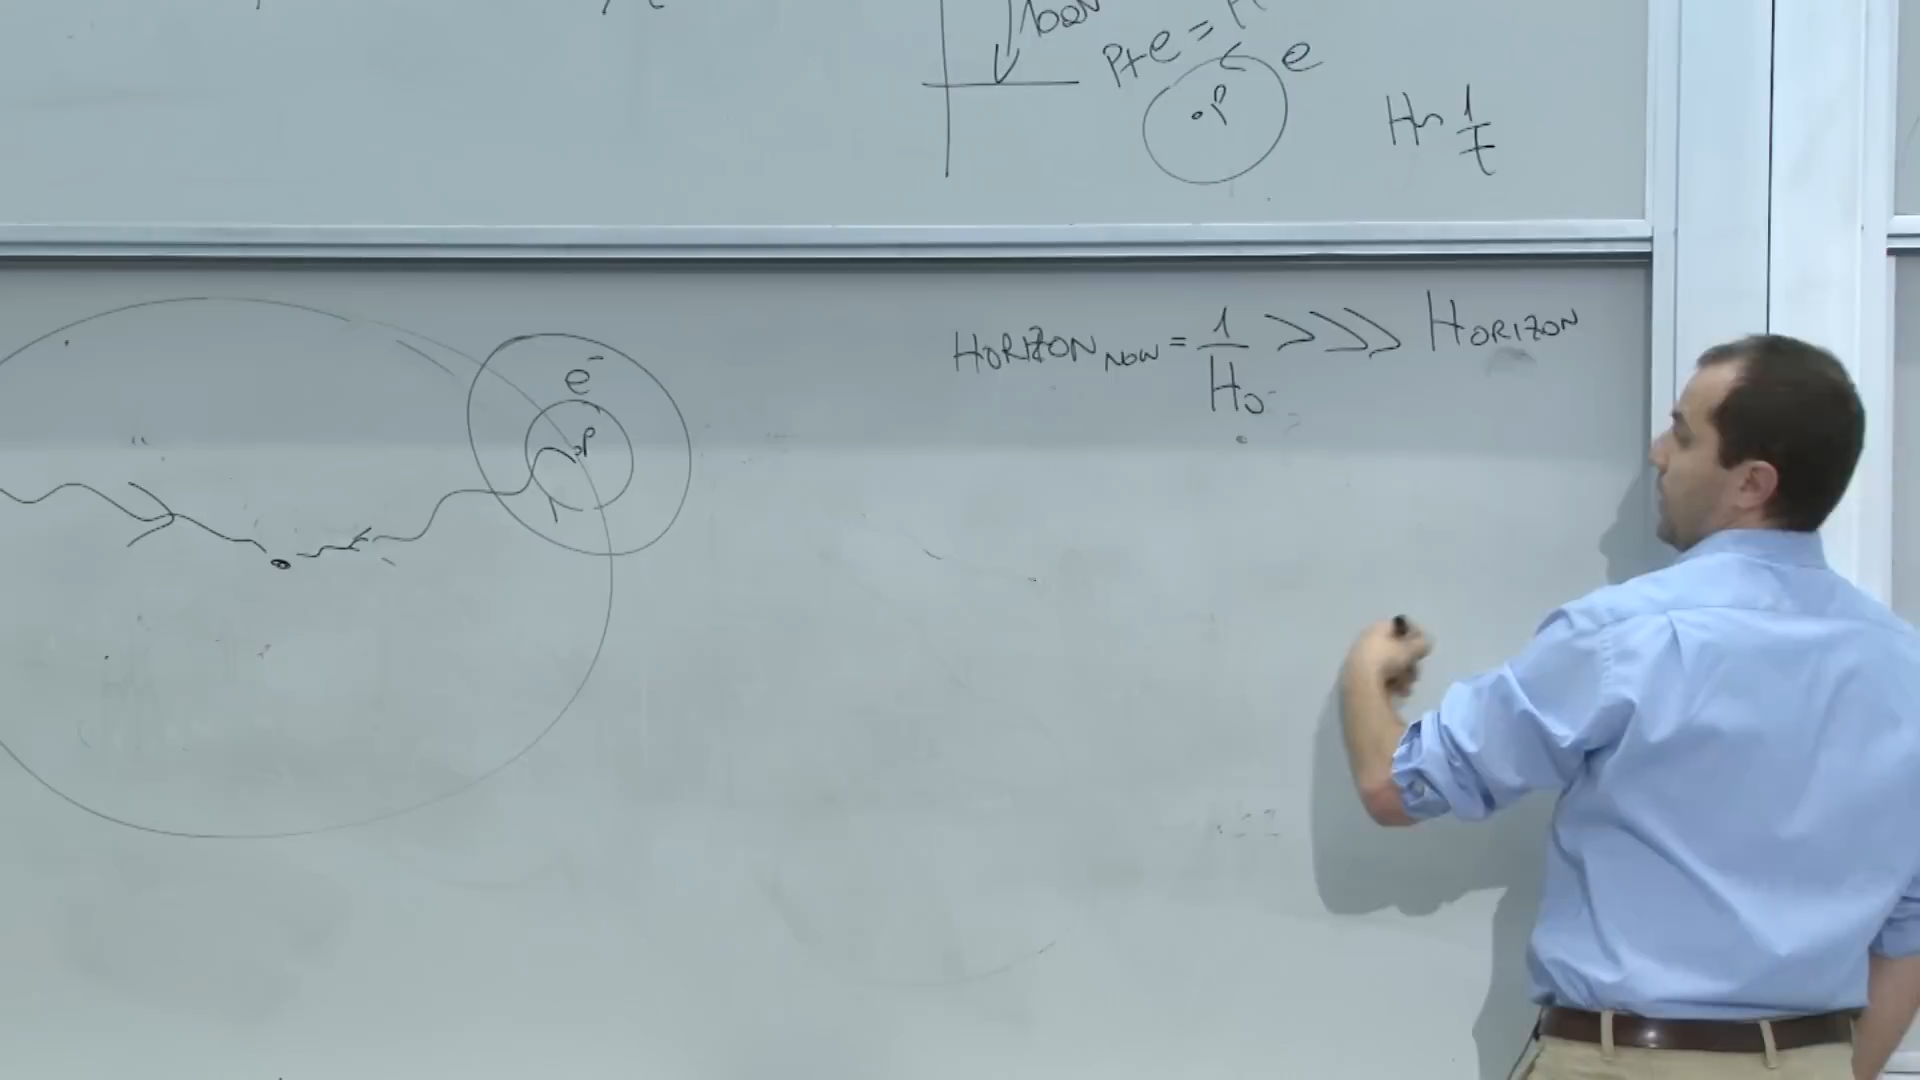 p+e =
e
p
H ~ 1/t
HORIZON NOW = 1/H0 >>> HORIZON
e-
p